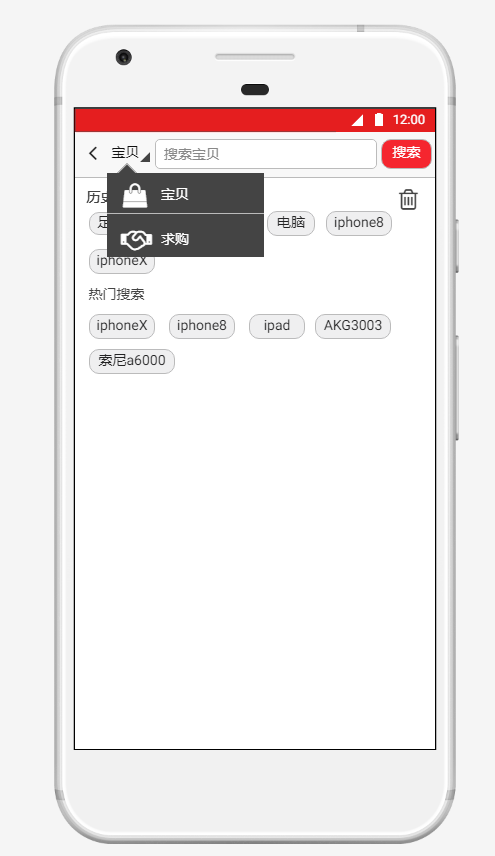 12:00
宝贝 搜索宝贝 搜索
宝贝
历史
电脑 iphone8
求购
iphoneX
热门搜索
iphoneX iphone8 ipad AKG3003
索尼a6000